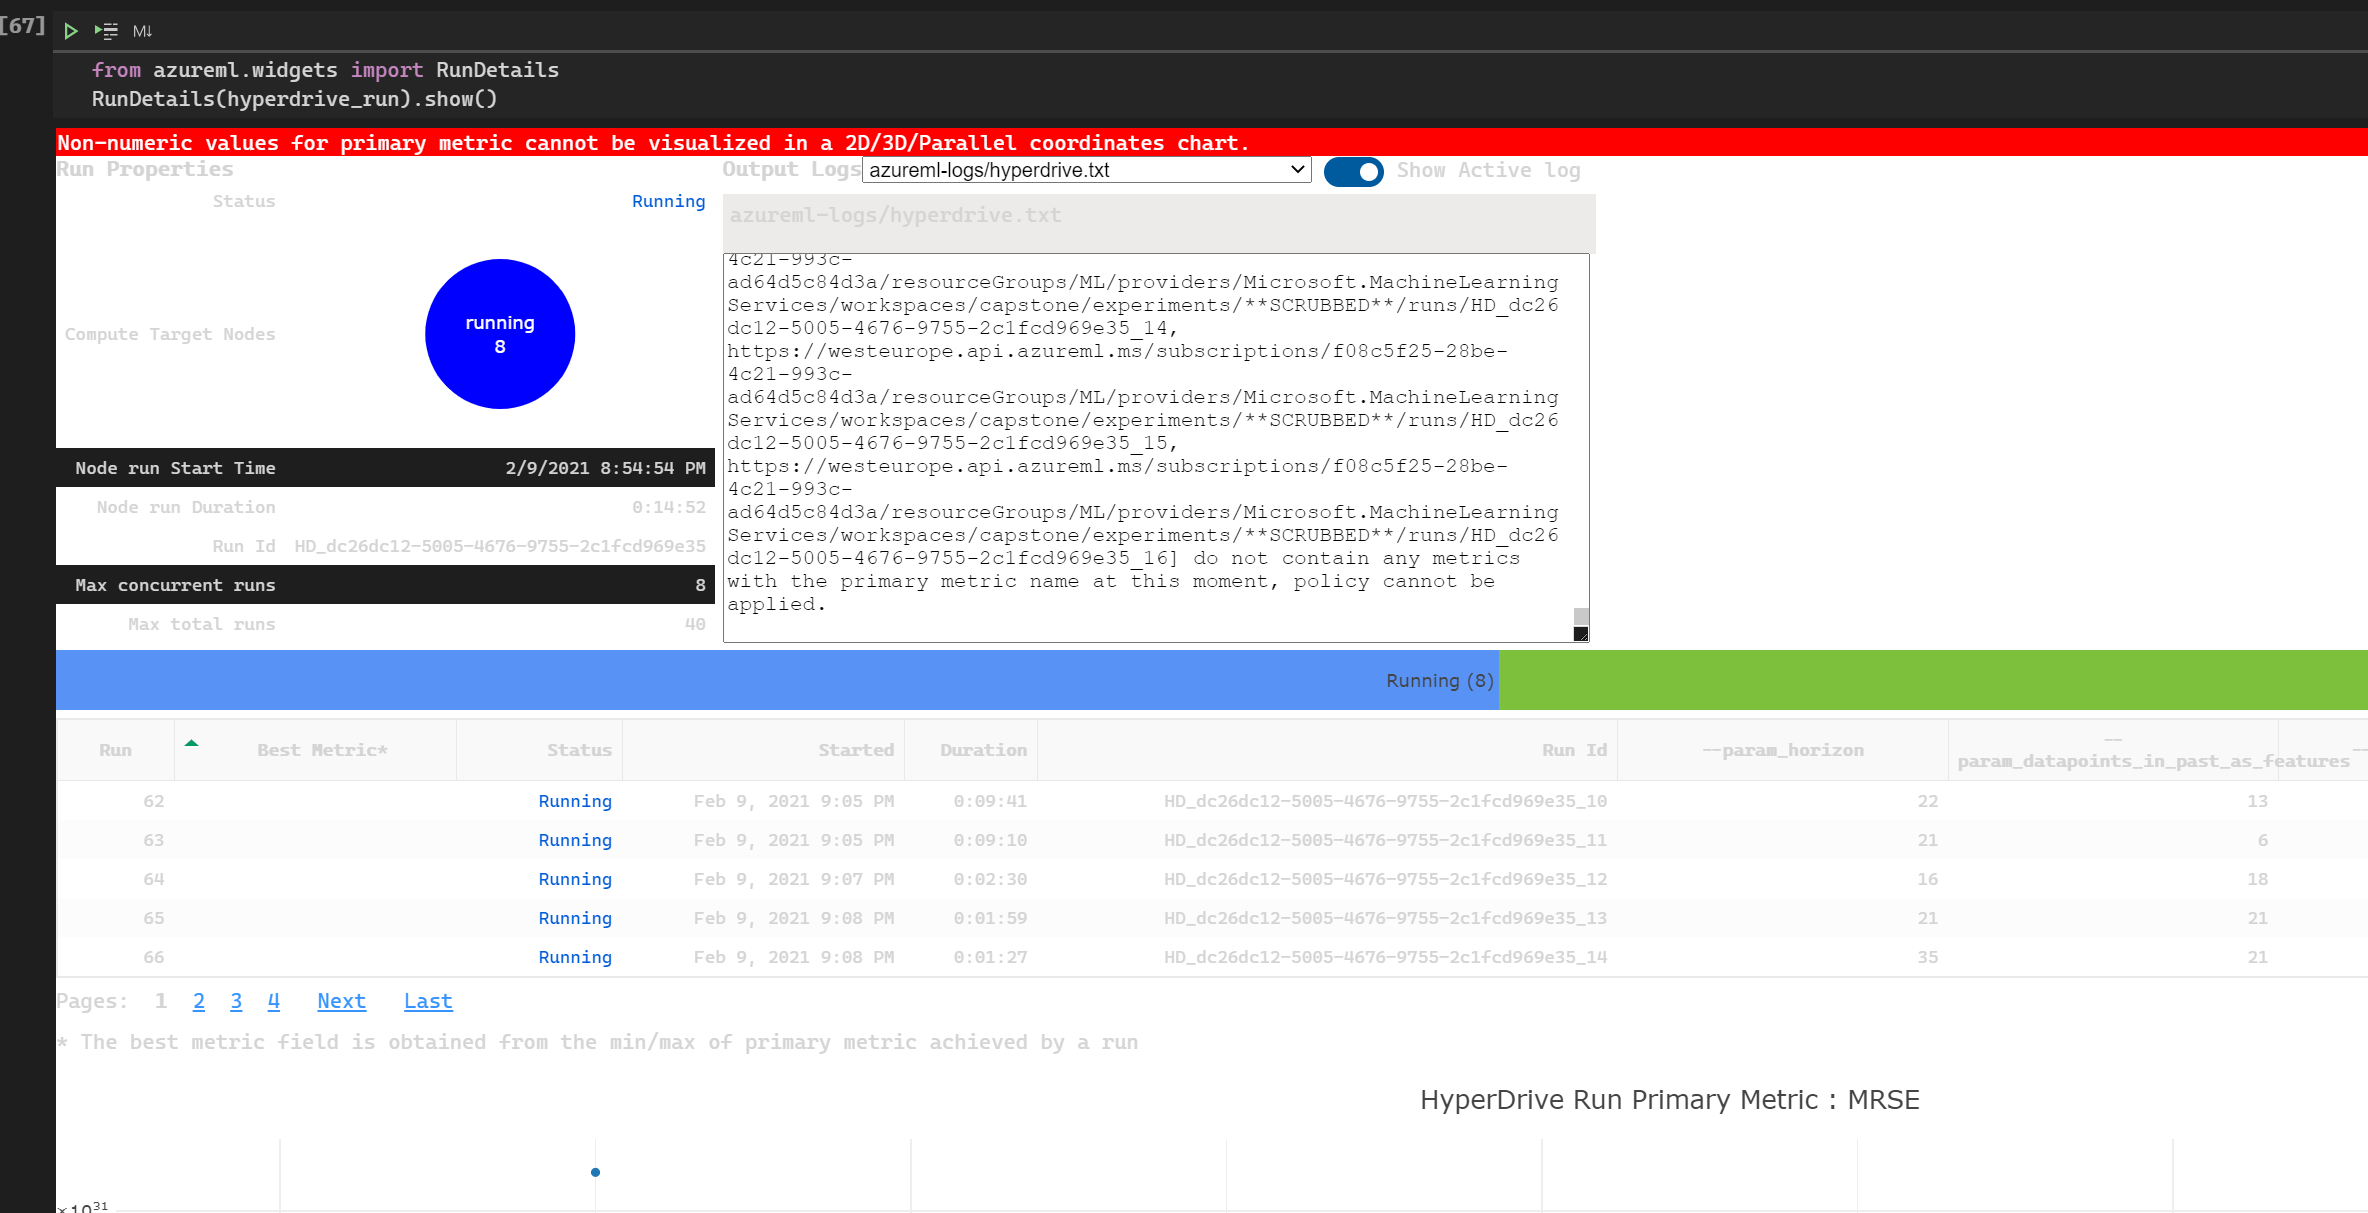 [67]
M↓
from azureml.widgets import RunDetails
RunDetails(hyperdrive_run).show()
Non-numeric values for primary metric cannot be visualized in a 2D/3D/Parallel coordinates chart.
Run Properties
Status Running
Compute Target Nodes running 8
Node run Start Time 2/9/2021 8:54:54 PM
Node run Duration 0:14:52
Run Id HD_dc26dc12-5005-4676-9755-2c1fcd969e35
Max concurrent runs 8
Max total runs 40
Output Logs azureml-logs/hyperdrive.txt Show Active log
azureml-logs/hyperdrive.txt
4c21-993c-
ad64d5c84d3a/resourceGroups/ML/providers/Microsoft.MachineLearning
Services/workspaces/capstone/experiments/**SCRUBBED**/runs/HD_dc26
dc12-5005-4676-9755-2c1fcd969e35_14,
https://westeurope.api.azureml.ms/subscriptions/f08c5f25-28be-
4c21-993c-
ad64d5c84d3a/resourceGroups/ML/providers/Microsoft.MachineLearning
Services/workspaces/capstone/experiments/**SCRUBBED**/runs/HD_dc26
dc12-5005-4676-9755-2c1fcd969e35_15,
https://westeurope.api.azureml.ms/subscriptions/f08c5f25-28be-
4c21-993c-
ad64d5c84d3a/resourceGroups/ML/providers/Microsoft.MachineLearning
Services/workspaces/capstone/experiments/**SCRUBBED**/runs/HD_dc26
dc12-5005-4676-9755-2c1fcd969e35_16] do not contain any metrics
with the primary metric name at this moment, policy cannot be
applied.
Running (8)
Run Best Metric* Status Started Duration Run Id --param_horizon --param_datapoints_in_past_as_features --
62 Running Feb 9, 2021 9:05 PM 0:09:41 HD_dc26dc12-5005-4676-9755-2c1fcd969e35_10 22 13
63 Running Feb 9, 2021 9:05 PM 0:09:10 HD_dc26dc12-5005-4676-9755-2c1fcd969e35_11 21 6
64 Running Feb 9, 2021 9:07 PM 0:02:30 HD_dc26dc12-5005-4676-9755-2c1fcd969e35_12 16 18
65 Running Feb 9, 2021 9:08 PM 0:01:59 HD_dc26dc12-5005-4676-9755-2c1fcd969e35_13 21 21
66 Running Feb 9, 2021 9:08 PM 0:01:27 HD_dc26dc12-5005-4676-9755-2c1fcd969e35_14 35 21
Pages: 1 2 3 4 Next Last
* The best metric field is obtained from the min/max of primary metric achieved by a run
HyperDrive Run Primary Metric : MRSE
×10³¹